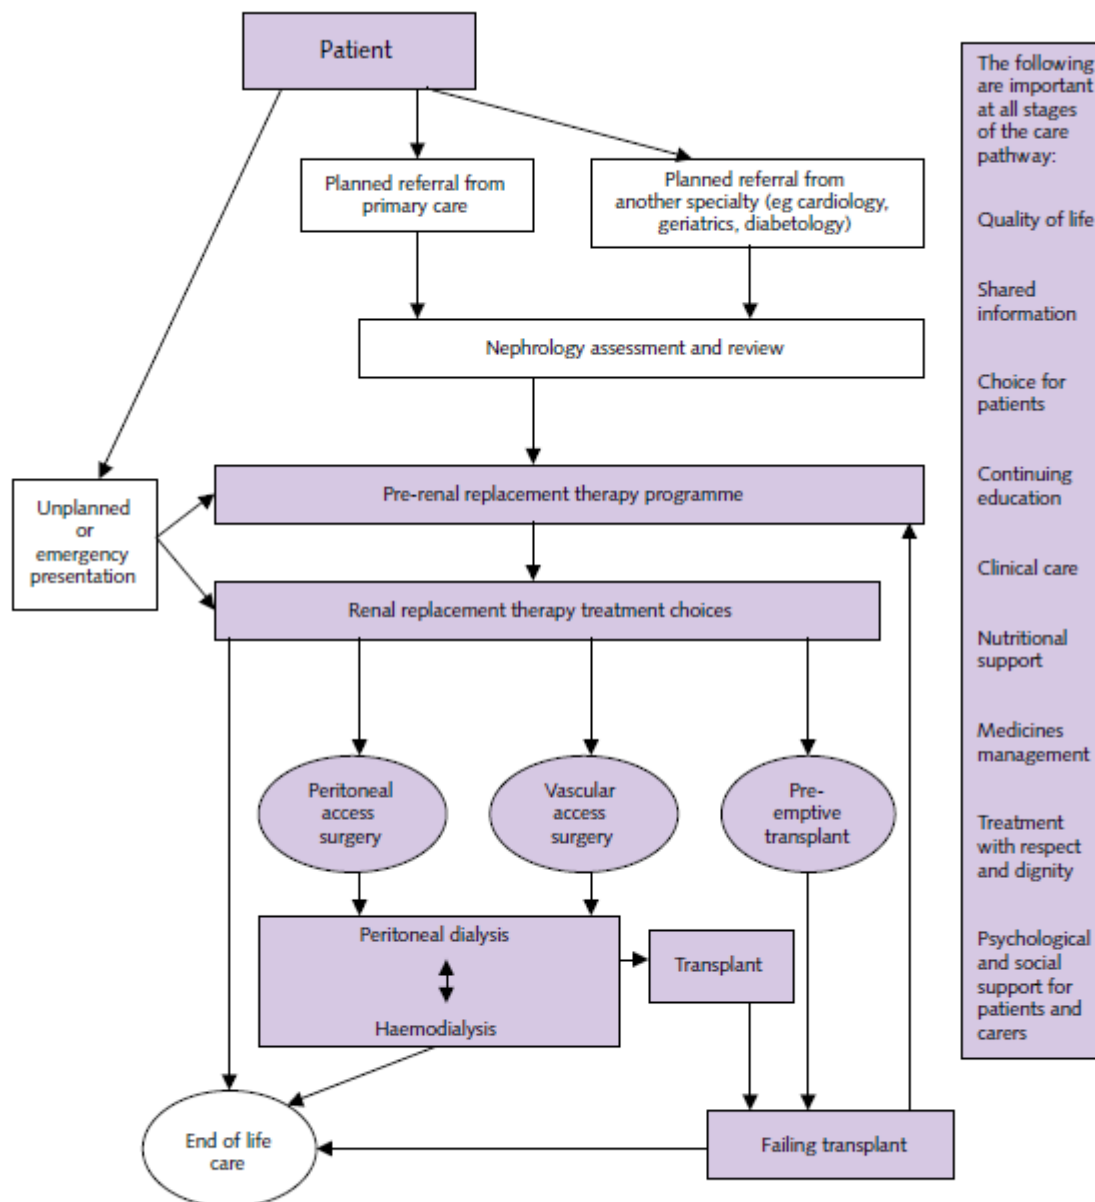 Patient
Planned referral from
primary care
Planned referral from
another specialty (eg cardiology,
geriatrics, diabetology)
Nephrology assessment and review
Unplanned
or
emergency
presentation
Pre-renal replacement therapy programme
Renal replacement therapy treatment choices
Peritoneal
access
surgery
Vascular
access
surgery
Pre-
emptive
transplant
Peritoneal dialysis
Haemodialysis
Transplant
End of life
care
Failing transplant
The following
are important
at all stages
of the care
pathway:
Quality of life
Shared
information
Choice for
patients
Continuing
education
Clinical care
Nutritional
support
Medicines
management
Treatment
with respect
and dignity
Psychological
and social
support for
patients and
carers